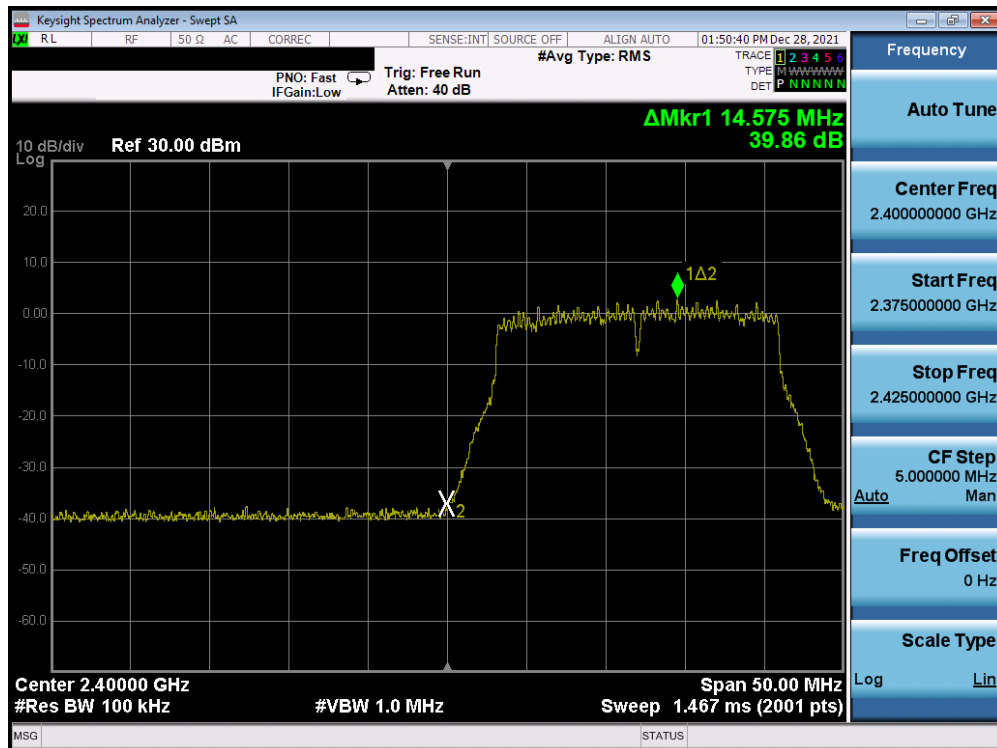 Keysight Spectrum Analyzer - Swept SA
LXI RL RF 50 Ω AC CORREC SENSE:INT SOURCE OFF ALIGN AUTO 01:50:40 PM Dec 28, 2021
#Avg Type: RMS
TRACE 1 2 3 4 5 6
PNO: Fast Trig: Free Run
TYPE M W W W W W
IFGain:Low Atten: 40 dB
DET P N N N N N
ΔMkr1 14.575 MHz
39.86 dB
10 dB/div Ref 30.00 dBm
Log
20.0
10.0
1Δ2
0.00
-10.0
-20.0
-30.0
X2
-40.0
-50.0
-60.0
Center 2.40000 GHz Span 50.00 MHz
#Res BW 100 kHz #VBW 1.0 MHz Sweep 1.467 ms (2001 pts)
MSG STATUS
Frequency
Auto Tune
Center Freq
2.400000000 GHz
Start Freq
2.375000000 GHz
Stop Freq
2.425000000 GHz
CF Step
5.000000 MHz
Auto Man
Freq Offset
0 Hz
Scale Type
Log Lin